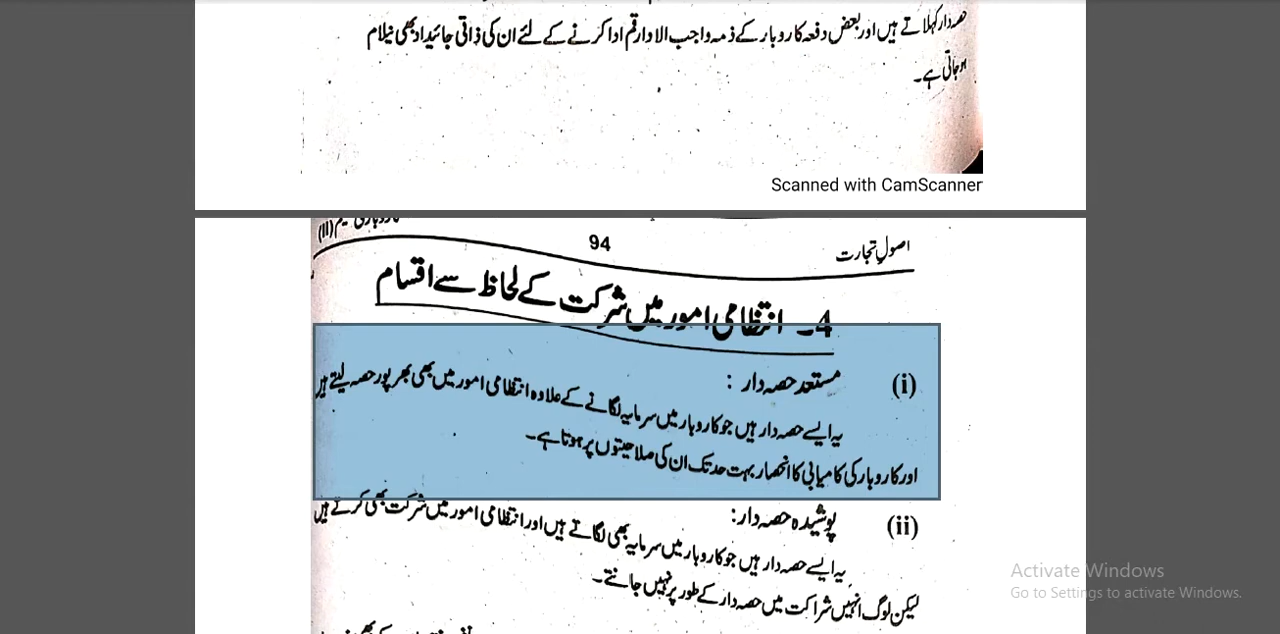 حصہ دار کہلاتے ہیں اور بعض دفعہ کاروبار کے ذمہ واجب الادا رقم ادا کرنے کے لئے ان کی ذاتی جائیداد بھی نیلام
ہوجاتی ہے۔
Scanned with CamScanner
(II)
اصولِ تجارت
94
4۔ انتظامی امور میں شرکت کے لحاظ سے اقسام
(i) مستعد حصہ دار :
یہ ایسے حصہ دار ہیں جو کاروبار میں سرمایہ لگانے کے علاوہ انتظامی امور میں بھی بھرپور حصہ لیتے ہیں
اور کاروبار کی کامیابی کا انحصار بہت حد تک ان کی صلاحیتوں پر ہوتا ہے۔
(ii) پوشیدہ حصہ دار:
یہ ایسے حصہ دار ہیں جو کاروبار میں سرمایہ بھی لگاتے ہیں اور انتظامی امور میں شرکت بھی کرتے ہیں
لیکن لوگ انہیں شراکت میں حصہ دار کے طور پر نہیں جانتے۔
Activate Windows
Go to Settings to activate Windows.